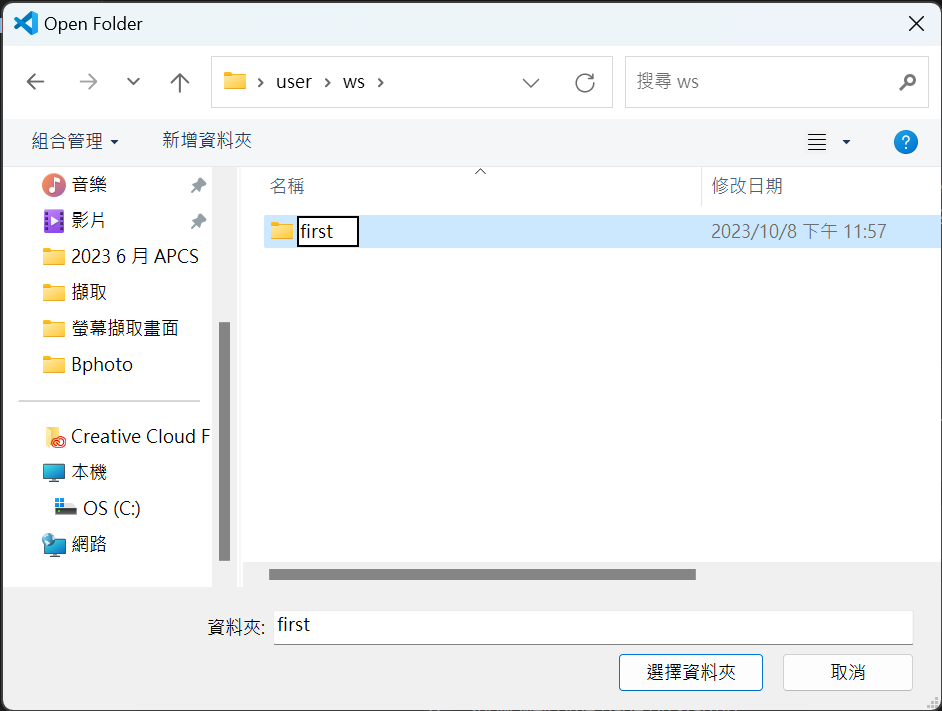 Open Folder
user ws
搜尋 ws
組合管理 新增資料夾
名稱 修改日期
音樂
影片
2023 6 月 APCS
擷取
螢幕擷取畫面
Bphoto
first 2023/10/8 下午 11:57
Creative Cloud F
本機
OS (C:)
網路
資料夾: first
選擇資料夾 取消